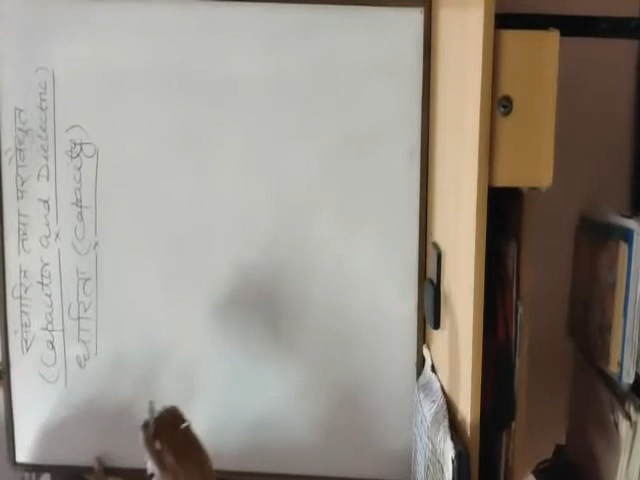 संधारित्र तथा परावैद्युत
(Capacitor and Dielectric)
धारिता (Capacity)